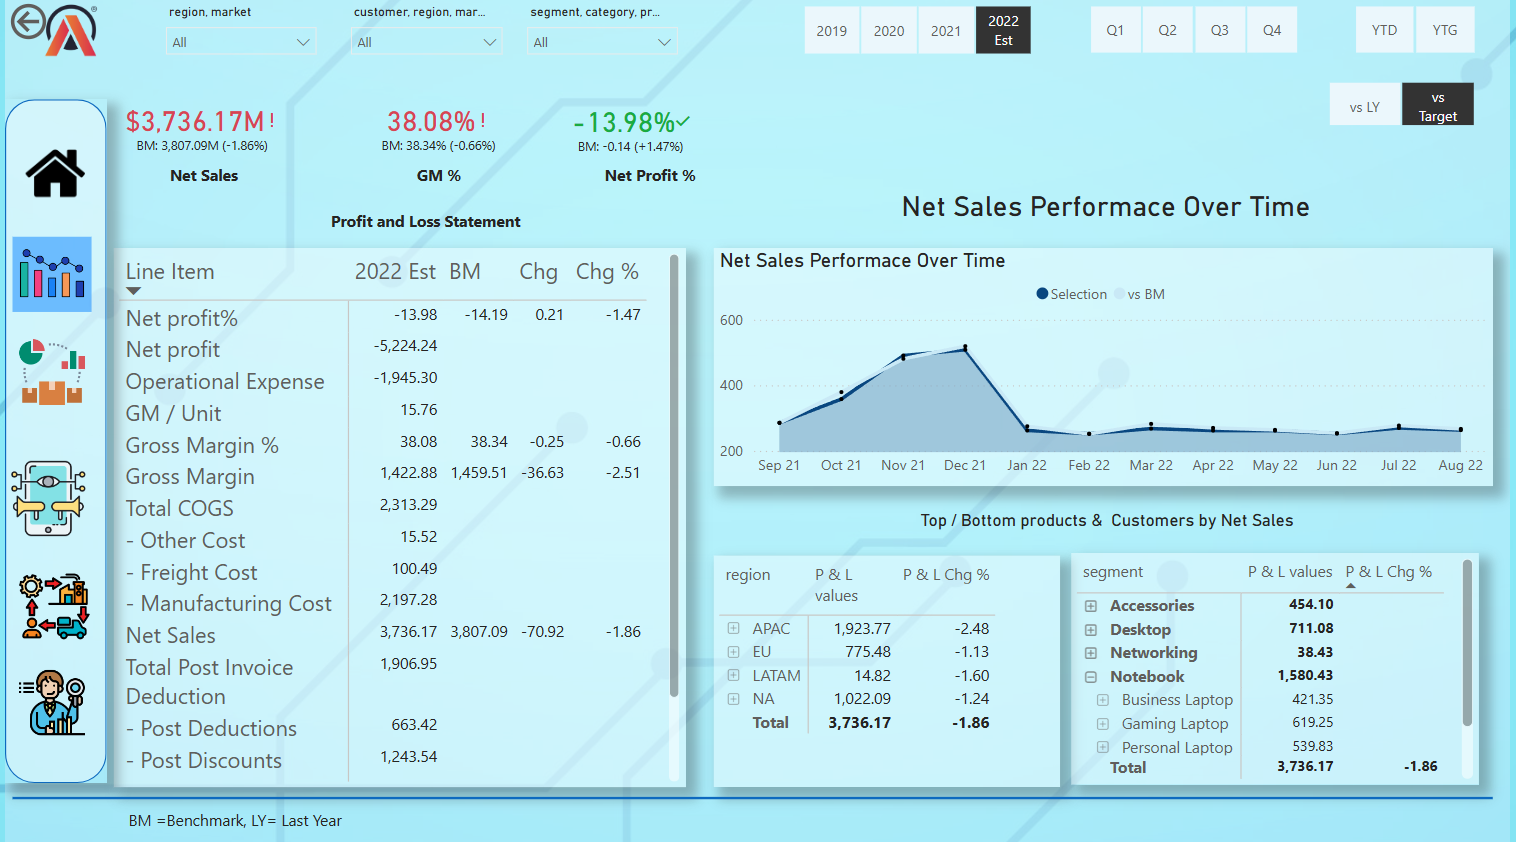 region, market
customer, region, mar...
segment, category, pr...
All
All
All
2019
2020
2021
2022
Est
Q1
Q2
Q3
Q4
YTD
YTG
vs LY
vs
Target
$3,736.17M !
BM: 3,807.09M (-1.86%)
Net Sales
38.08% !
BM: 38.34% (-0.66%)
GM %
-13.98%✓
BM: -0.14 (+1.47%)
Net Profit %
Profit and Loss Statement
Line Item 2022 Est BM Chg Chg %
Net profit% -13.98 -14.19 0.21 -1.47
Net profit -5,224.24
Operational Expense -1,945.30
GM / Unit 15.76
Gross Margin % 38.08 38.34 -0.25 -0.66
Gross Margin 1,422.88 1,459.51 -36.63 -2.51
Total COGS 2,313.29
- Other Cost 15.52
- Freight Cost 100.49
- Manufacturing Cost 2,197.28
Net Sales 3,736.17 3,807.09 -70.92 -1.86
Total Post Invoice 1,906.95
Deduction
- Post Deductions 663.42
- Post Discounts 1,243.54
Net Sales Performace Over Time
Net Sales Performace Over Time
Selection vs BM
600
400
200
Sep 21 Oct 21 Nov 21 Dec 21 Jan 22 Feb 22 Mar 22 Apr 22 May 22 Jun 22 Jul 22 Aug 22
Top / Bottom products & Customers by Net Sales
region P & L P & L Chg %
values
APAC 1,923.77 -2.48
EU 775.48 -1.13
LATAM 14.82 -1.60
NA 1,022.09 -1.24
Total 3,736.17 -1.86
segment P & L values P & L Chg %
Accessories 454.10
Desktop 711.08
Networking 38.43
Notebook 1,580.43
Business Laptop 421.35
Gaming Laptop 619.25
Personal Laptop 539.83
Total 3,736.17 -1.86
BM =Benchmark, LY= Last Year